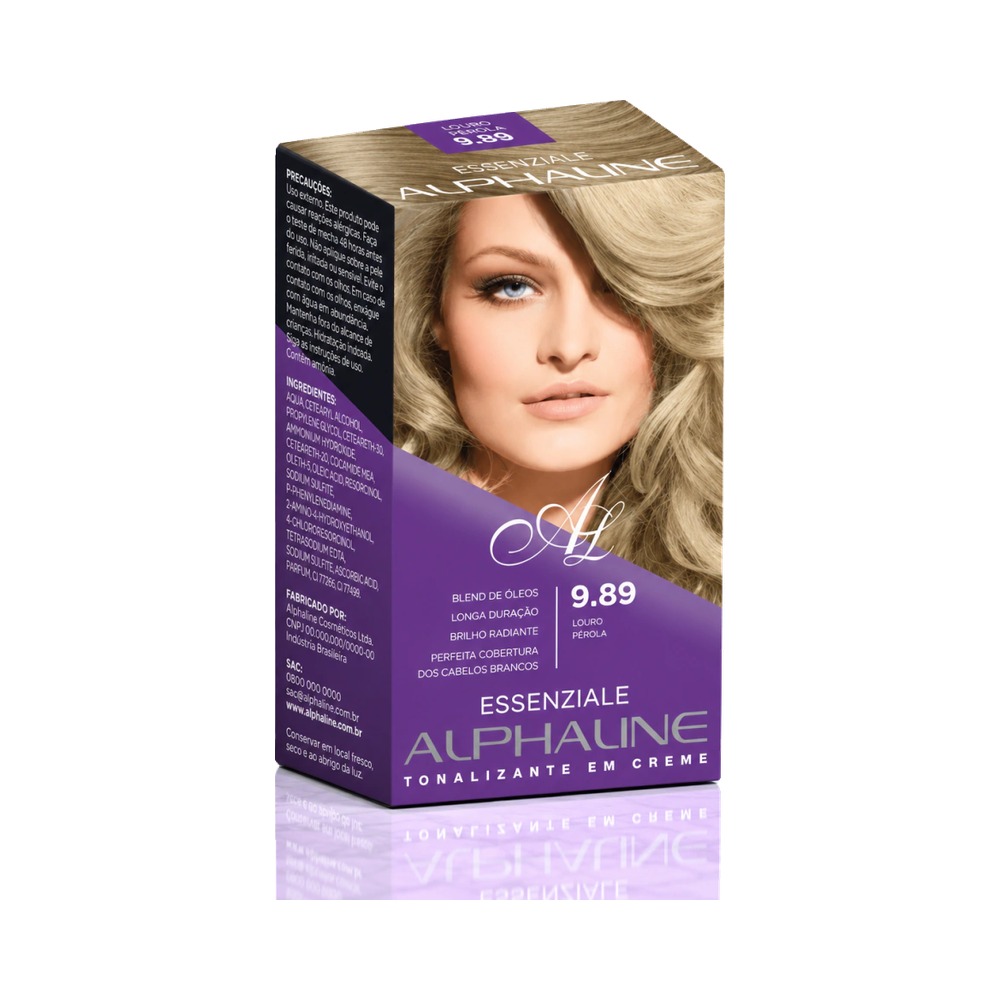 LOURO
PÉROLA
9.89
ESSENZIALE
ALPHALINE
PRECAUÇÕES:
Uso externo. Este produto pode
causar reações alérgicas. Faça
o teste de mecha 48 horas antes
do uso. Não aplique sobre a pele
ferida, irritada ou sensível. Evite o
contato com os olhos. Em caso de
contato com os olhos, enxágue
com água em abundância.
Mantenha fora do alcance de
crianças. Hidratação indicada.
Siga as instruções de uso.
Contém amônia.
INGREDIENTES:
AQUA, CETEARYL ALCOHOL,
PROPYLENE GLYCOL, CETEARETH-30,
AMMONIUM HYDROXIDE,
CETEARETH-20, COCAMIDE MEA,
OLETH-5, OLEIC ACID, RESORCINOL,
SODIUM SULFITE,
P-PHENYLENEDIAMINE,
2-AMINO-4-HYDROXYETHANOL,
4-CHLORORESORCINOL,
TETRASODIUM EDTA,
SODIUM SULFITE, ASCORBIC ACID,
PARFUM, CI 77266, CI 77499.
FABRICADO POR:
Alphaline Cosméticos Ltda.
CNPJ 00.000.000/0000-00
Indústria Brasileira
SAC:
0800 000 0000
sac@alphaline.com.br
www.alphaline.com.br
Conservar em local fresco,
seco e ao abrigo da luz.
AL
BLEND DE ÓLEOS
LONGA DURAÇÃO
BRILHO RADIANTE
PERFEITA COBERTURA
DOS CABELOS BRANCOS
9.89
LOURO
PÉROLA
ESSENZIALE
ALPHALINE
TONALIZANTE EM CREME